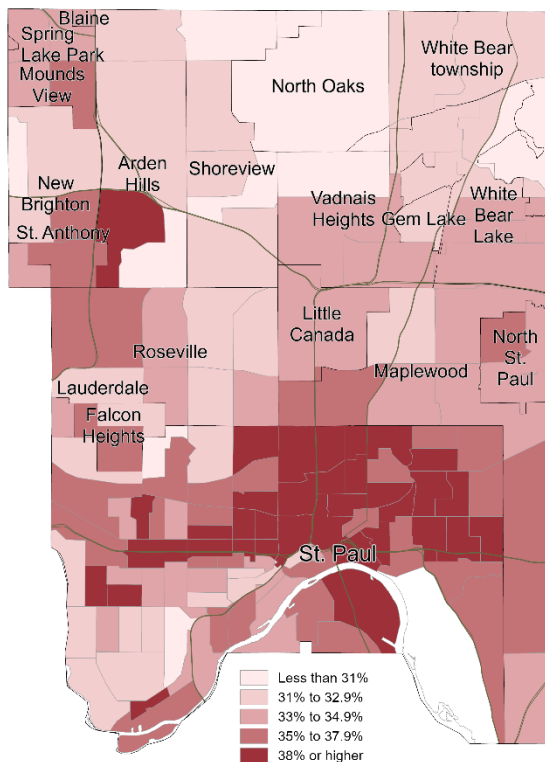 Blaine
Spring
Lake Park
Mounds
View
White Bear
township
North Oaks
Arden
Hills
Shoreview
New
Brighton
St. Anthony
Vadnais
Heights
Gem Lake
White
Bear
Lake
Little
Canada
Roseville
North
St.
Paul
Maplewood
Lauderdale
Falcon
Heights
St. Paul
Less than 31%
31% to 32.9%
33% to 34.9%
35% to 37.9%
38% or higher